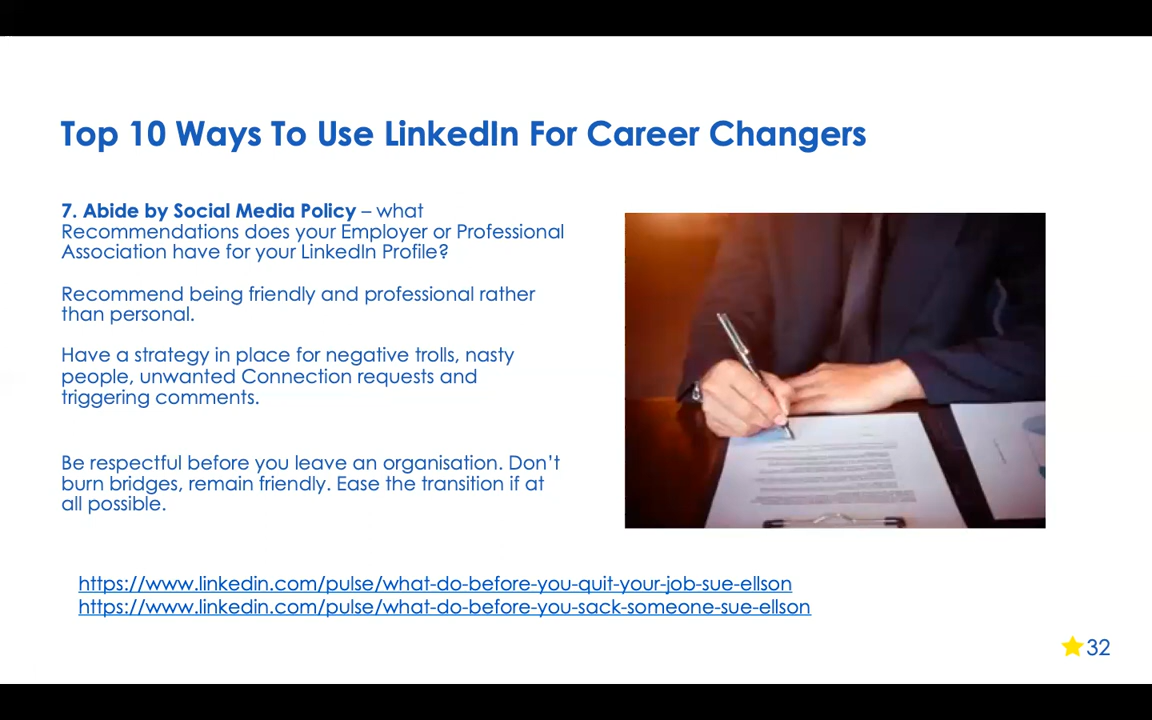 Top 10 Ways To Use LinkedIn For Career Changers
7. Abide by Social Media Policy – what
Recommendations does your Employer or Professional
Association have for your LinkedIn Profile?
Recommend being friendly and professional rather
than personal.
Have a strategy in place for negative trolls, nasty
people, unwanted Connection requests and
triggering comments.
Be respectful before you leave an organisation. Don't
burn bridges, remain friendly. Ease the transition if at
all possible.
https://www.linkedin.com/pulse/what-do-before-you-quit-your-job-sue-ellson
https://www.linkedin.com/pulse/what-do-before-you-sack-someone-sue-ellson
32